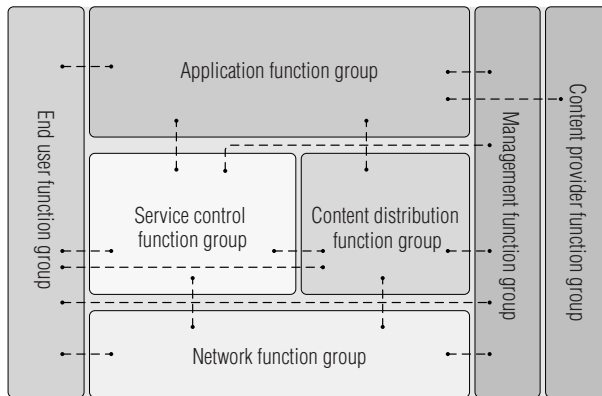 End user function group
Application function group
Service control
function group
Content distribution
function group
Network function group
Management function group
Content provider function group